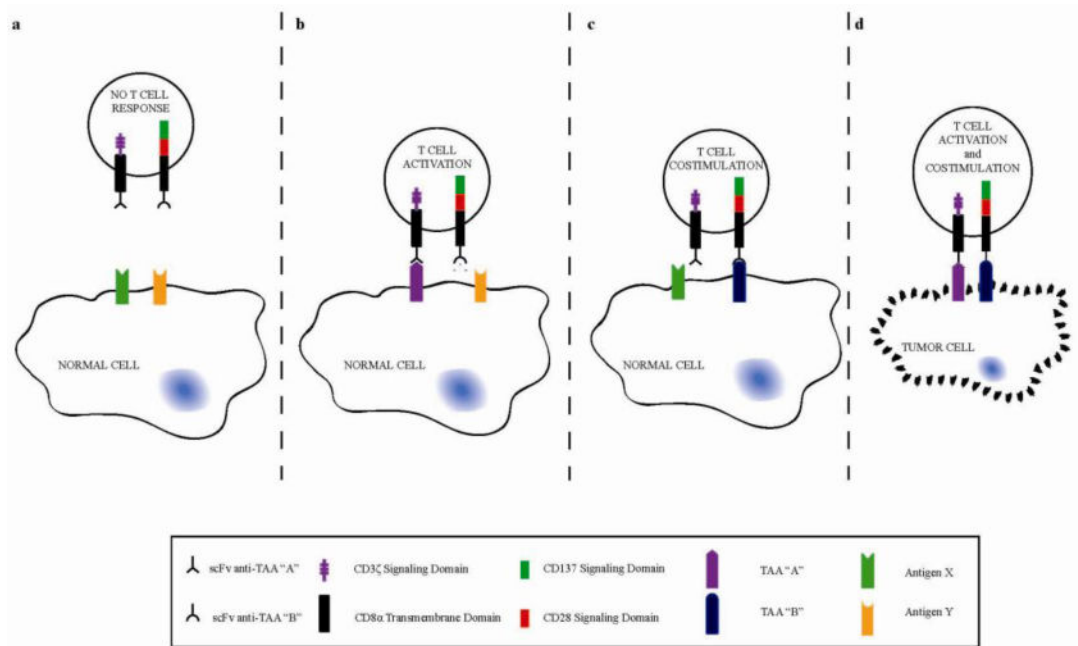 a
b
c
d
NO T CELL
RESPONSE
T CELL
ACTIVATION
T CELL
COSTIMULATION
T CELL
ACTIVATION
and
COSTIMULATION
NORMAL CELL
NORMAL CELL
NORMAL CELL
TUMOR CELL
scFv anti-TAA “A”
CD3ζ Signaling Domain
CD137 Signaling Domain
TAA “A”
Antigen X
scFv anti-TAA “B”
CD8α Transmembrane Domain
CD28 Signaling Domain
TAA “B”
Antigen Y